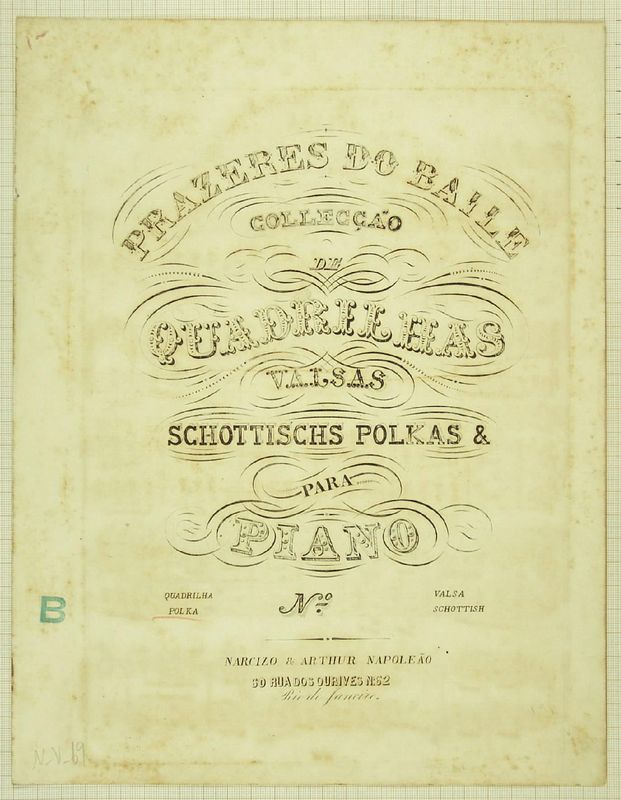 PRAZERES DO BAILE
COLLECÇÃO
DE
QUADRILHAS
VALSAS
SCHOTTISCHS POLKAS &
PARA
PIANO
QUADRILHA
POLKA
Nº
VALSA
SCHOTTISH
B
NARCIZO & ARTHUR NAPOLEÃO
60 RUA DOS OURIVES Nº 62
Rio de Janeiro.
N-V-69